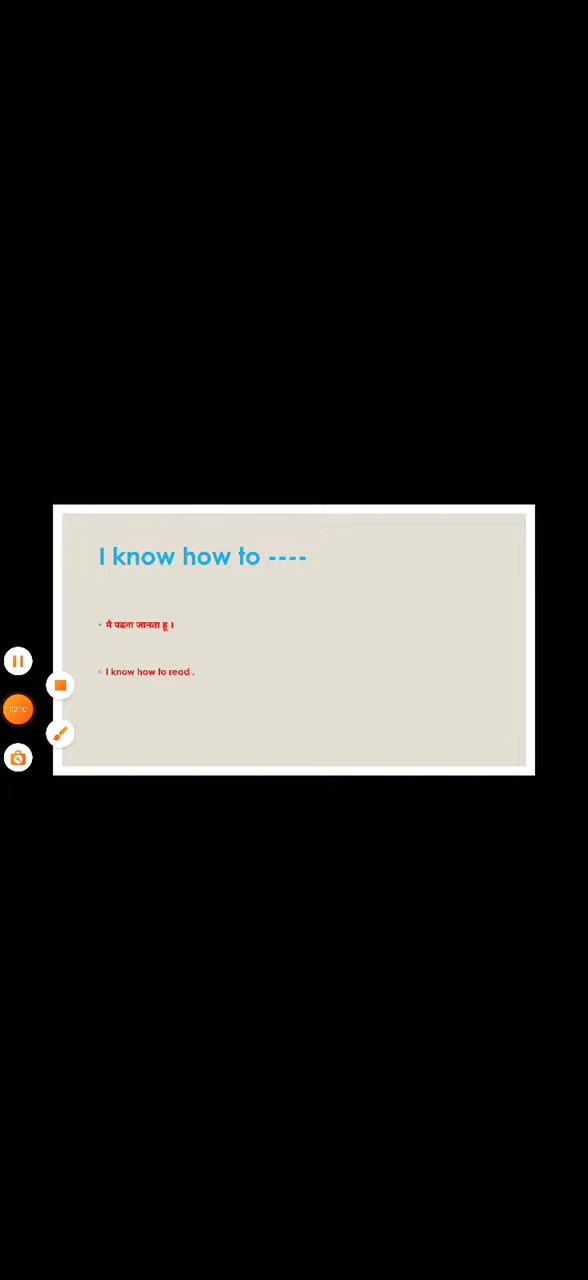 I know how to ----
मै पढना जानता हू ।
I know how to read .